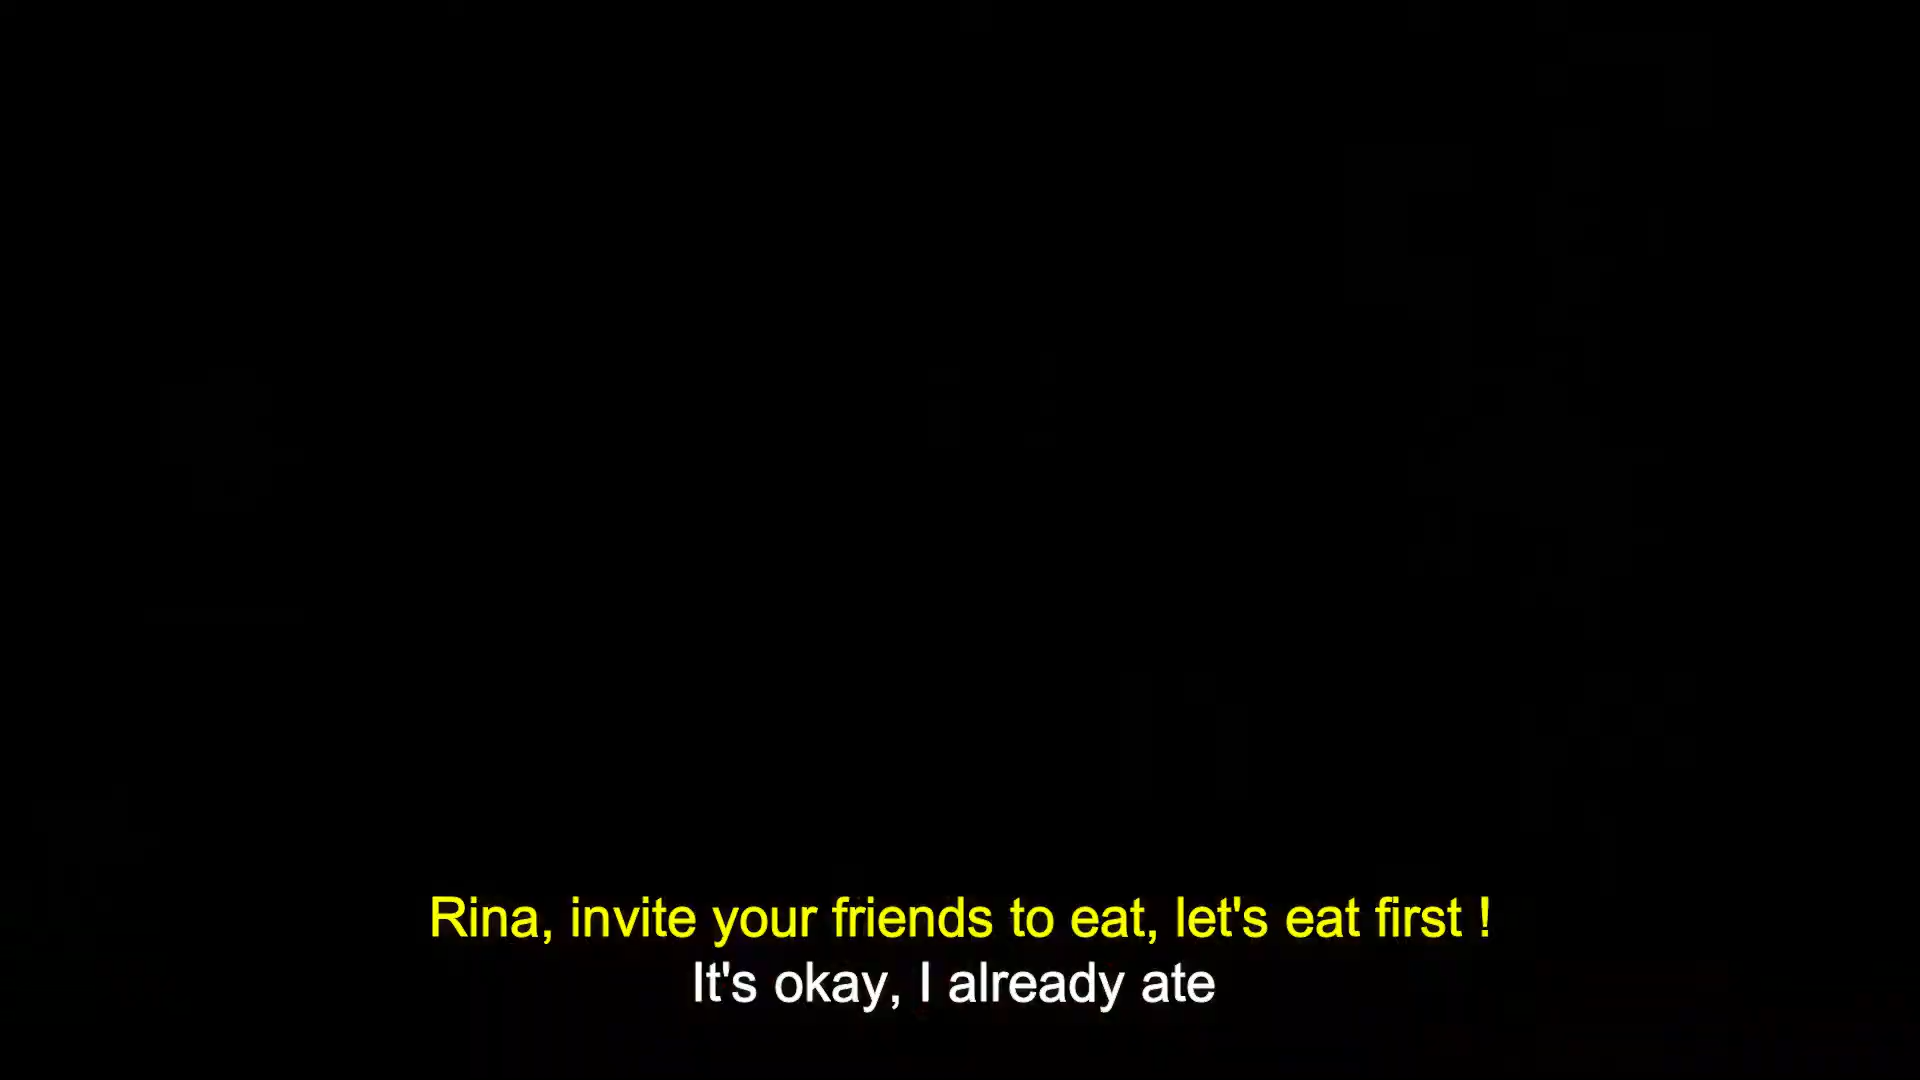 Rina, invite your friends to eat, let's eat first !
It's okay, I already ate